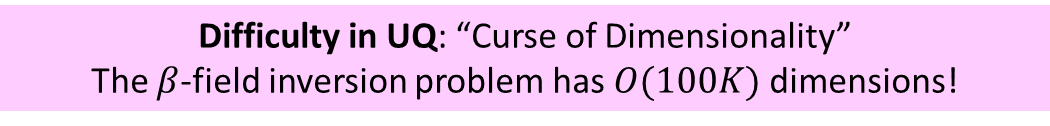 Difficulty in UQ: “Curse of Dimensionality”
The β-field inversion problem has O(100K) dimensions!